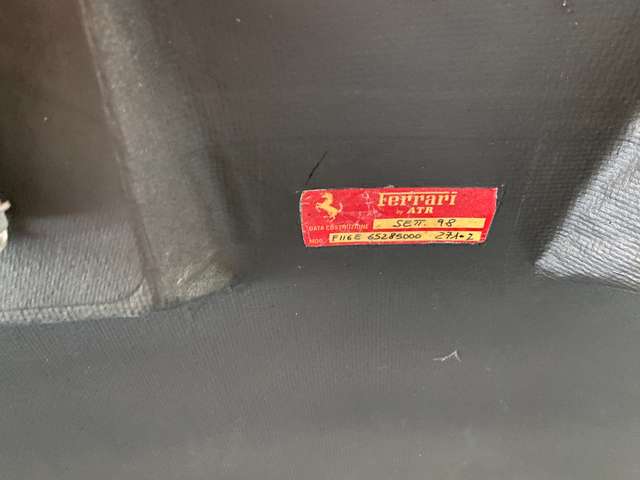 Ferrari
by ATR
DATA COSTRUZIONE SETT. 98
MOD. F116E 65285000